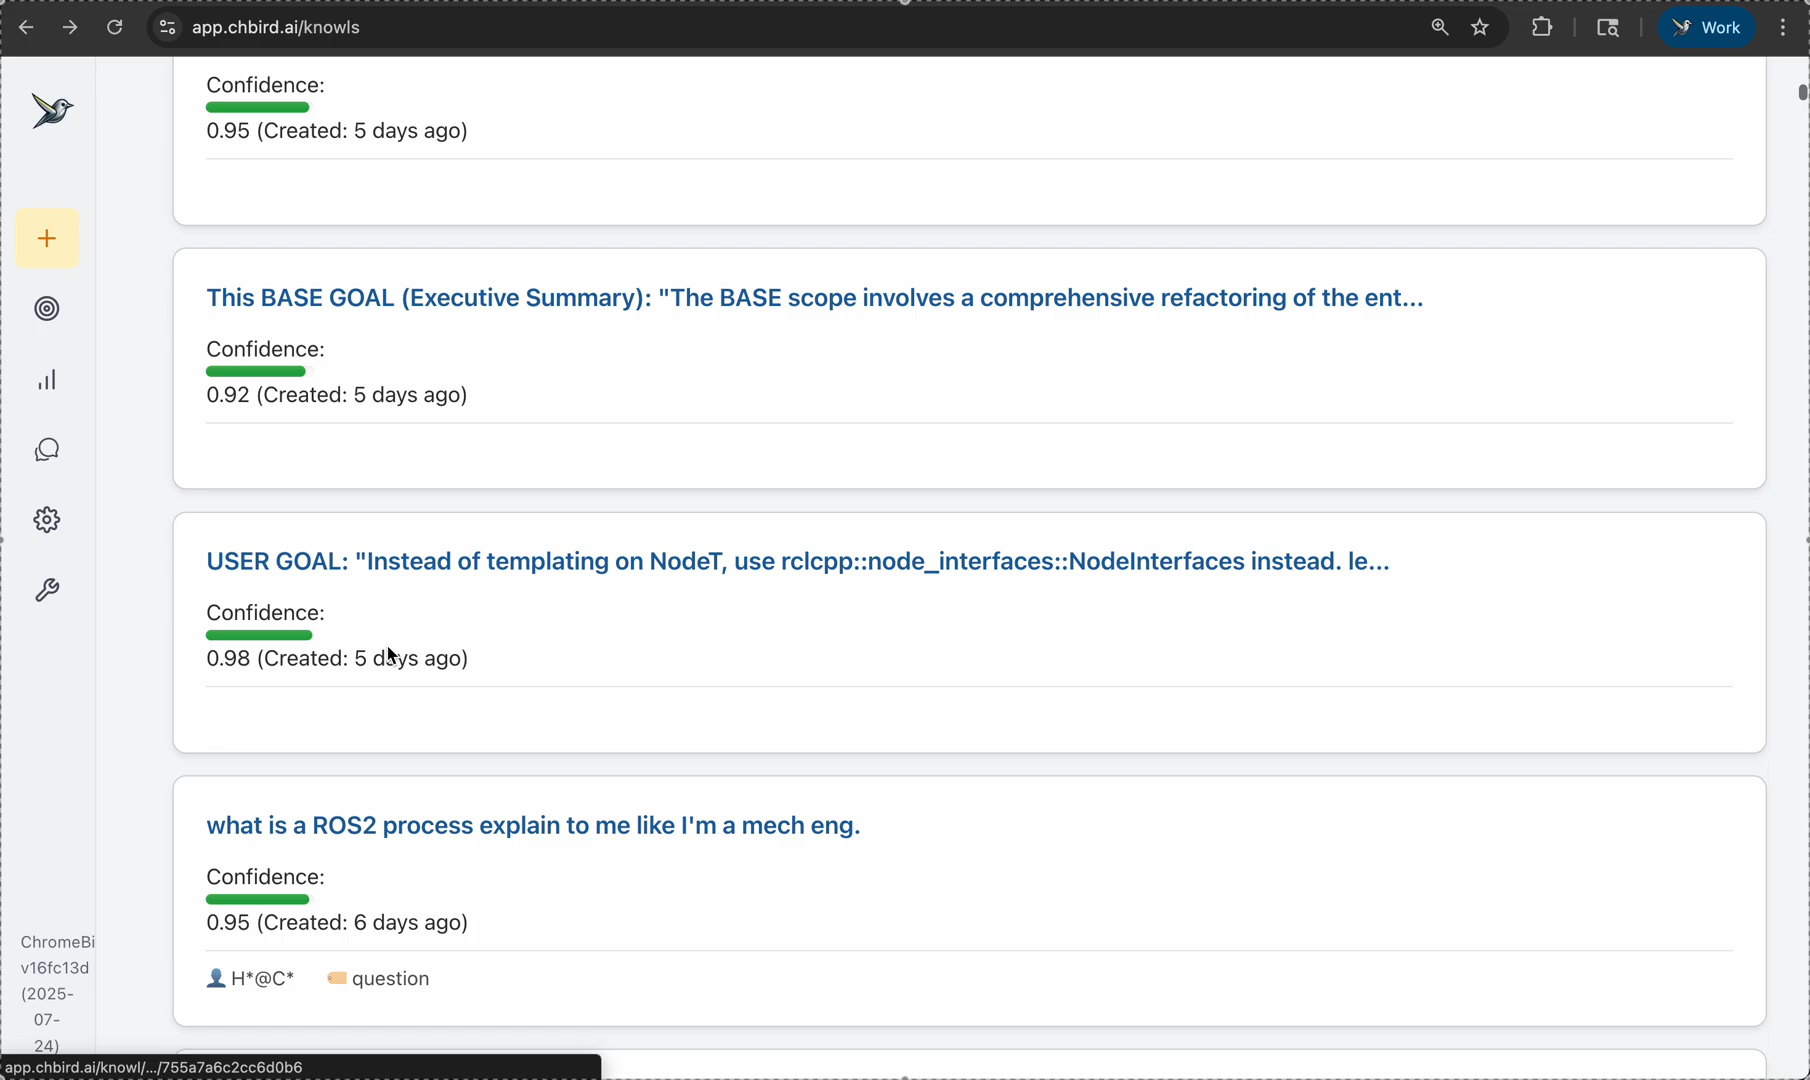 app.chbird.ai/knowls
Work
Confidence:
0.95 (Created: 5 days ago)
This BASE GOAL (Executive Summary): "The BASE scope involves a comprehensive refactoring of the ent...
Confidence:
0.92 (Created: 5 days ago)
USER GOAL: "Instead of templating on NodeT, use rclcpp::node_interfaces::NodeInterfaces instead. le...
Confidence:
0.98 (Created: 5 days ago)
what is a ROS2 process explain to me like I'm a mech eng.
Confidence:
0.95 (Created: 6 days ago)
H*@C* question
ChromeBi
v16fc13d
(2025-
07-
24)
app.chbird.ai/knowl/.../755a7a6c2cc6d0b6